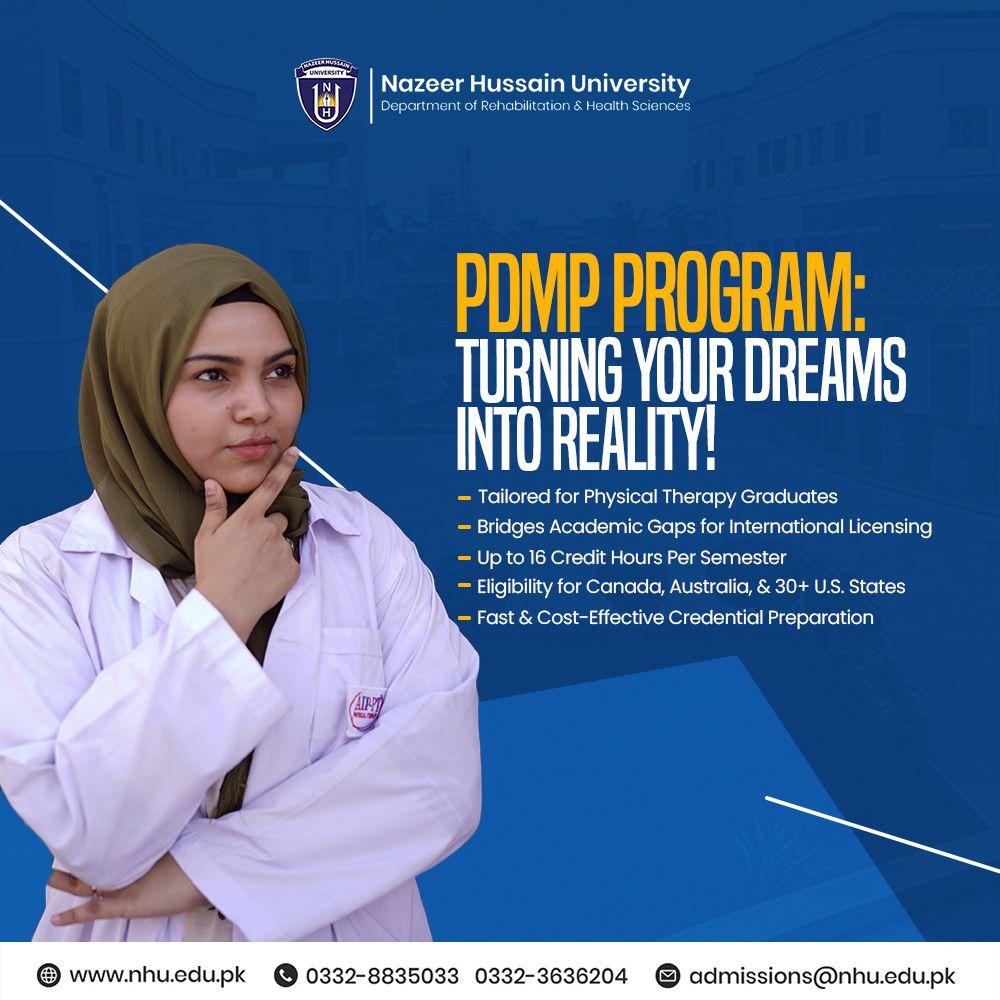 NAZEER HUSSAIN
UNIVERSITY
N
U
H
Nazeer Hussain University
Department of Rehabilitation & Health Sciences
PDMP PROGRAM:
TURNING YOUR DREAMS
INTO REALITY!
Tailored for Physical Therapy Graduates
Bridges Academic Gaps for International Licensing
Up to 16 Credit Hours Per Semester
Eligibility for Canada, Australia, & 30+ U.S. States
Fast & Cost-Effective Credential Preparation
PHYSICAL
www.nhu.edu.pk 0332-8835033 0332-3636204 admissions@nhu.edu.pk